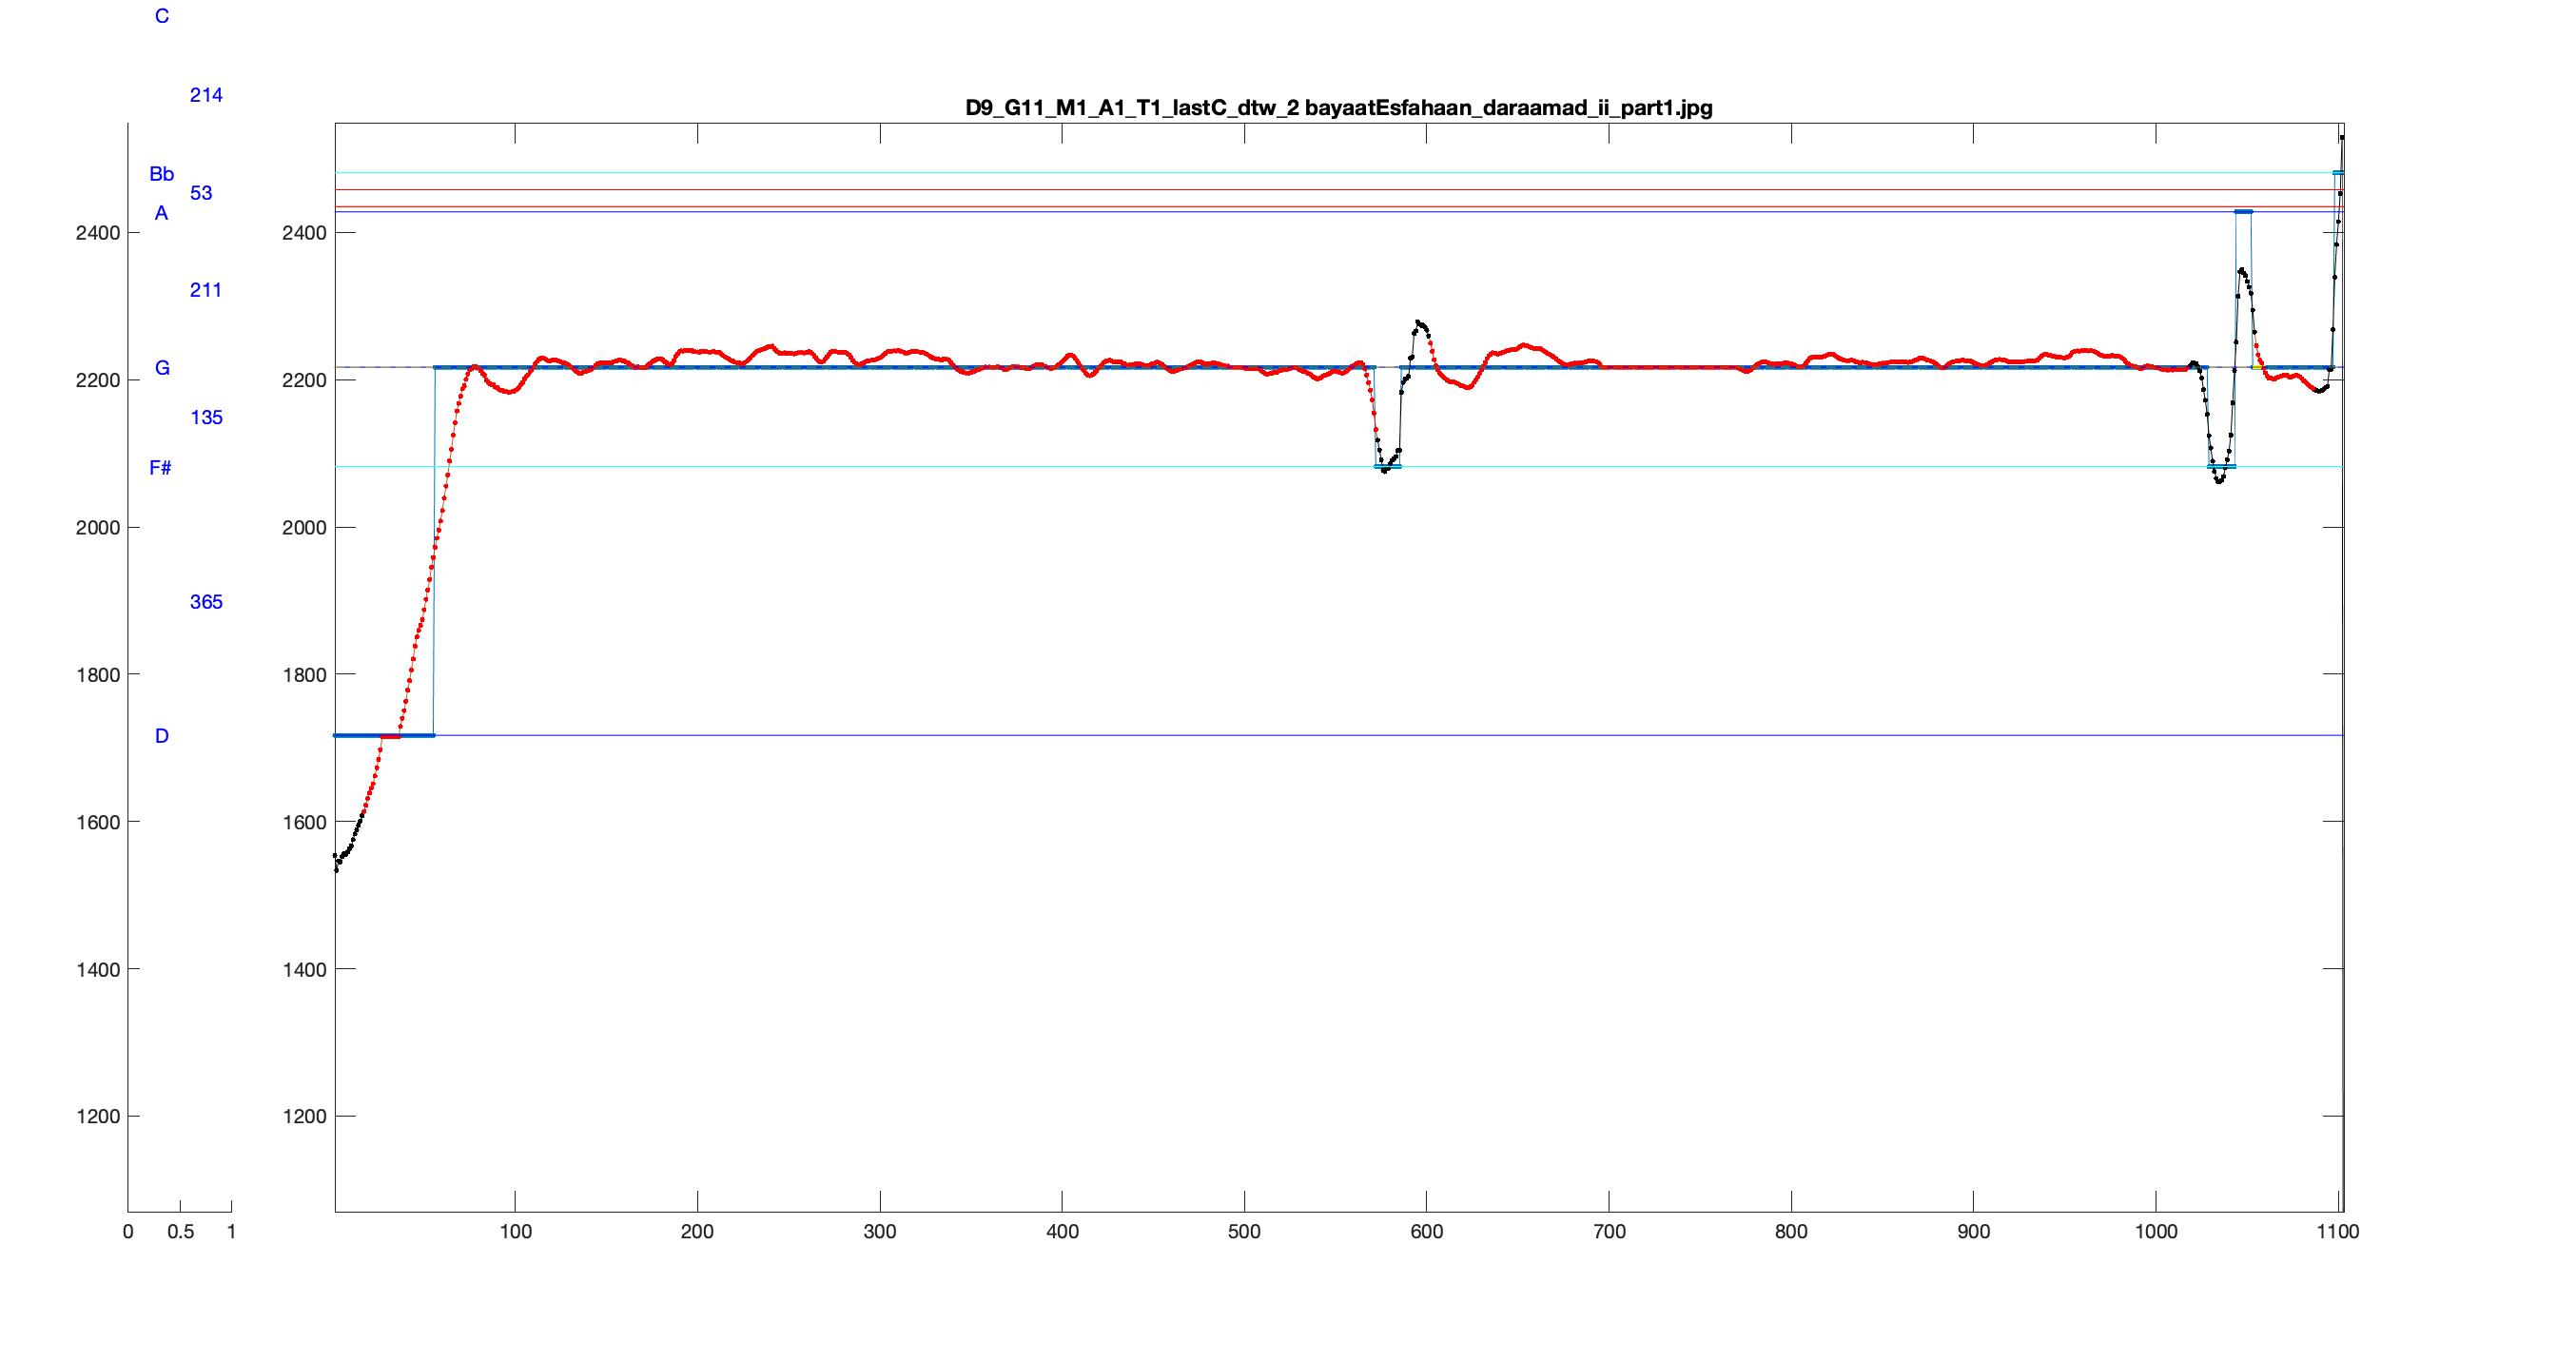 C
214
D9_G11_M1_A1_T1_lastC_dtw_2 bayaatEsfahaan_daraamad_ii_part1.jpg
Bb
53
A
2400 2400
211
G
2200 2200
135
F#
2000 2000
365
1800 1800
D
1600 1600
1400 1400
1200 1200
0 0.5 1 100 200 300 400 500 600 700 800 900 1000 1100